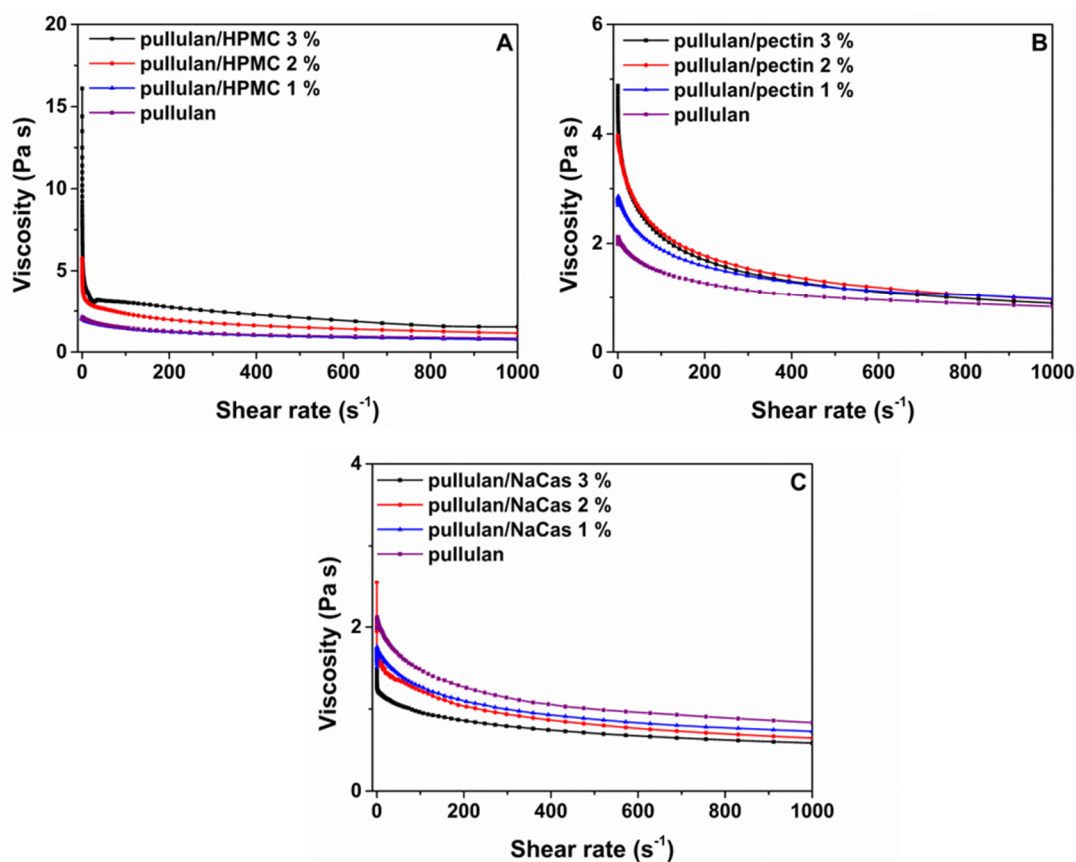 A
pullulan/HPMC 3 %
pullulan/HPMC 2 %
pullulan/HPMC 1 %
pullulan
Viscosity (Pa s)
20
15
10
5
0
0 200 400 600 800 1000
Shear rate (s⁻¹)
B
pullulan/pectin 3 %
pullulan/pectin 2 %
pullulan/pectin 1 %
pullulan
Viscosity (Pa s)
6
4
2
0
0 200 400 600 800 1000
Shear rate (s⁻¹)
C
pullulan/NaCas 3 %
pullulan/NaCas 2 %
pullulan/NaCas 1 %
pullulan
Viscosity (Pa s)
4
2
0
0 200 400 600 800 1000
Shear rate (s⁻¹)